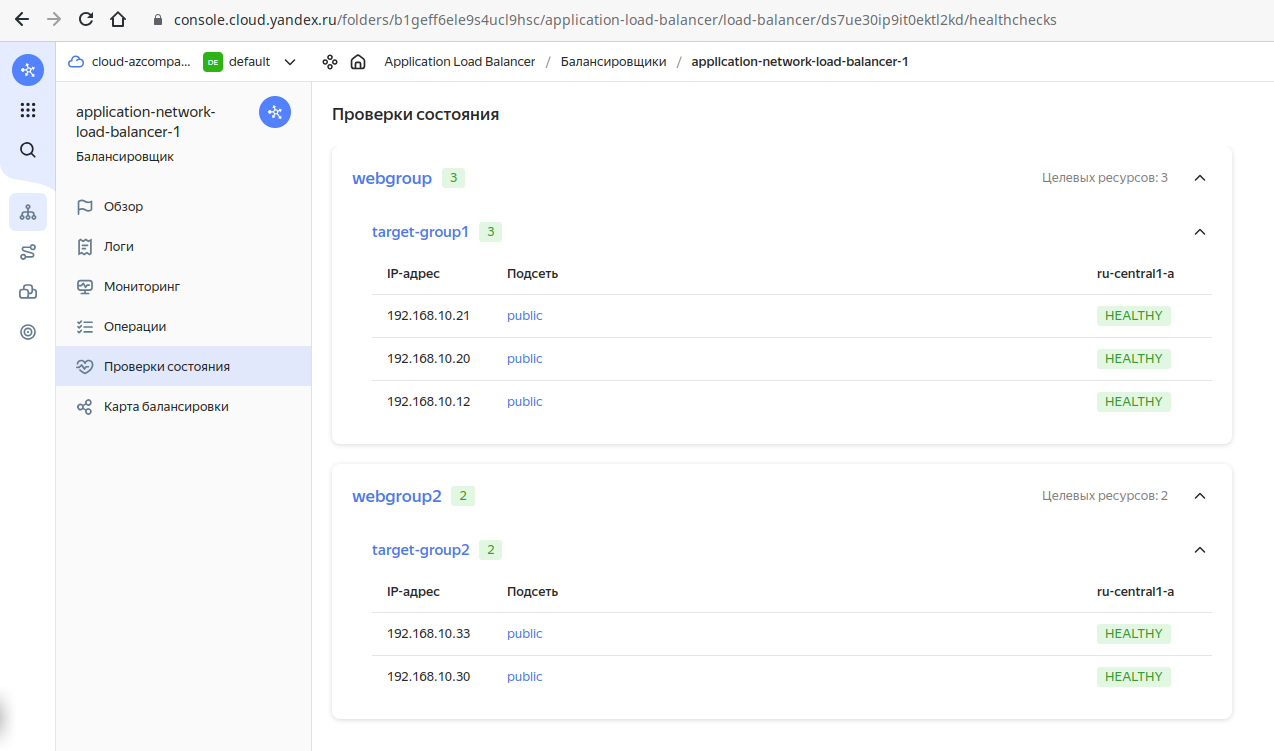 console.cloud.yandex.ru/folders/b1geff6ele9s4ucl9hsc/application-load-balancer/load-balancer/ds7ue30ip9it0ektl2kd/healthchecks
cloud-azcompa... DE default Application Load Balancer / Балансировщики / application-network-load-balancer-1
application-network-
load-balancer-1
Балансировщик
Обзор
Логи
Мониторинг
Операции
Проверки состояния
Карта балансировки
Проверки состояния
webgroup 3 Целевых ресурсов: 3
target-group1 3
IP-адрес Подсеть ru-central1-a
192.168.10.21 public HEALTHY
192.168.10.20 public HEALTHY
192.168.10.12 public HEALTHY
webgroup2 2 Целевых ресурсов: 2
target-group2 2
IP-адрес Подсеть ru-central1-a
192.168.10.33 public HEALTHY
192.168.10.30 public HEALTHY